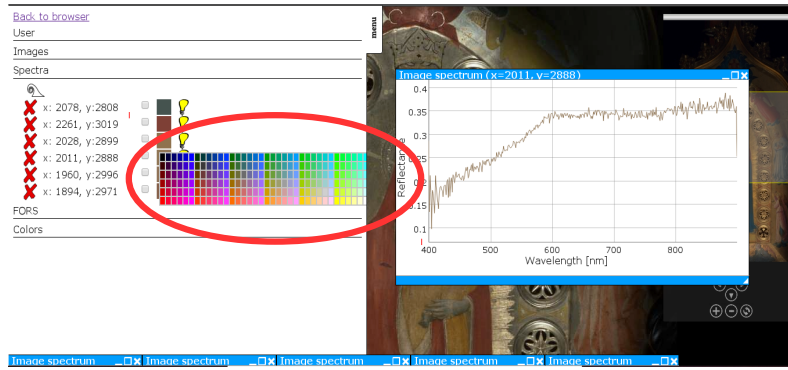 Back to browser
User
Images
Spectra
x: 2078, y:2808
x: 2261, y:3019
x: 2028, y:2899
x: 2011, y:2888
x: 1960, y:2996
x: 1894, y:2971
FORS
Colors
menu
Image spectrum (x=2011, y=2888)
0.4
0.35
0.3
0.25
0.2
0.15
0.1
Reflectance
400 500 600 700 800
Wavelength [nm]
Image spectrum Image spectrum Image spectrum Image spectrum Image spectrum